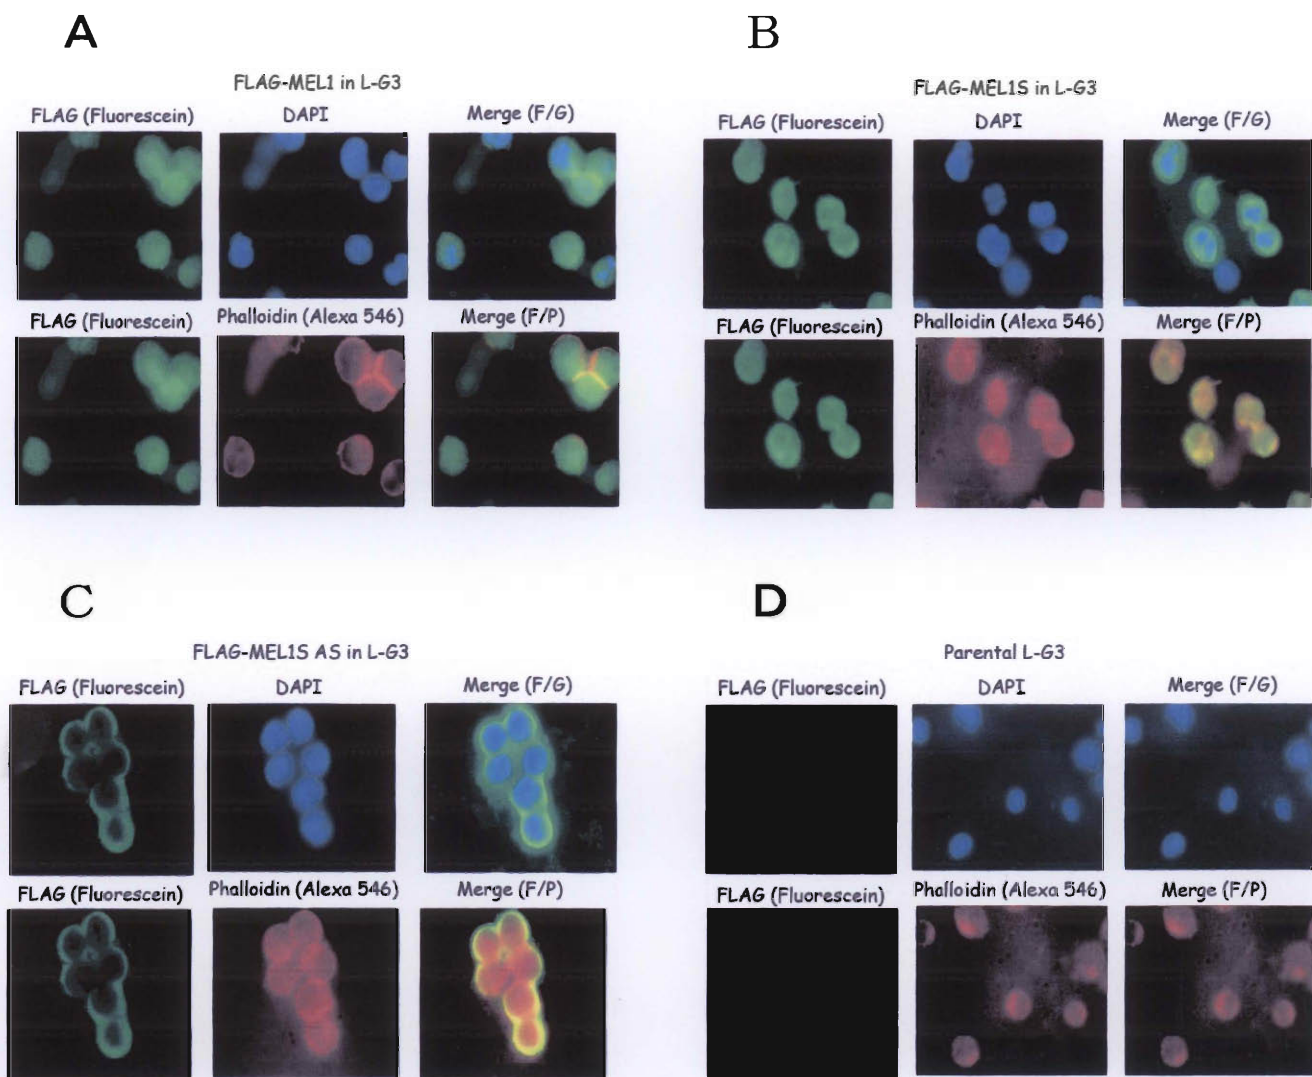 A
FLAG-MEL1 in L-G3
FLAG (Fluorescein) DAPI Merge (F/G)
FLAG (Fluorescein) Phalloidin (Alexa 546) Merge (F/P)
B
FLAG-MEL1S in L-G3
FLAG (Fluorescein) DAPI Merge (F/G)
FLAG (Fluorescein) Phalloidin (Alexa 546) Merge (F/P)
C
FLAG-MEL1S AS in L-G3
FLAG (Fluorescein) DAPI Merge (F/G)
FLAG (Fluorescein) Phalloidin (Alexa 546) Merge (F/P)
D
Parental L-G3
FLAG (Fluorescein) DAPI Merge (F/G)
FLAG (Fluorescein) Phalloidin (Alexa 546) Merge (F/P)